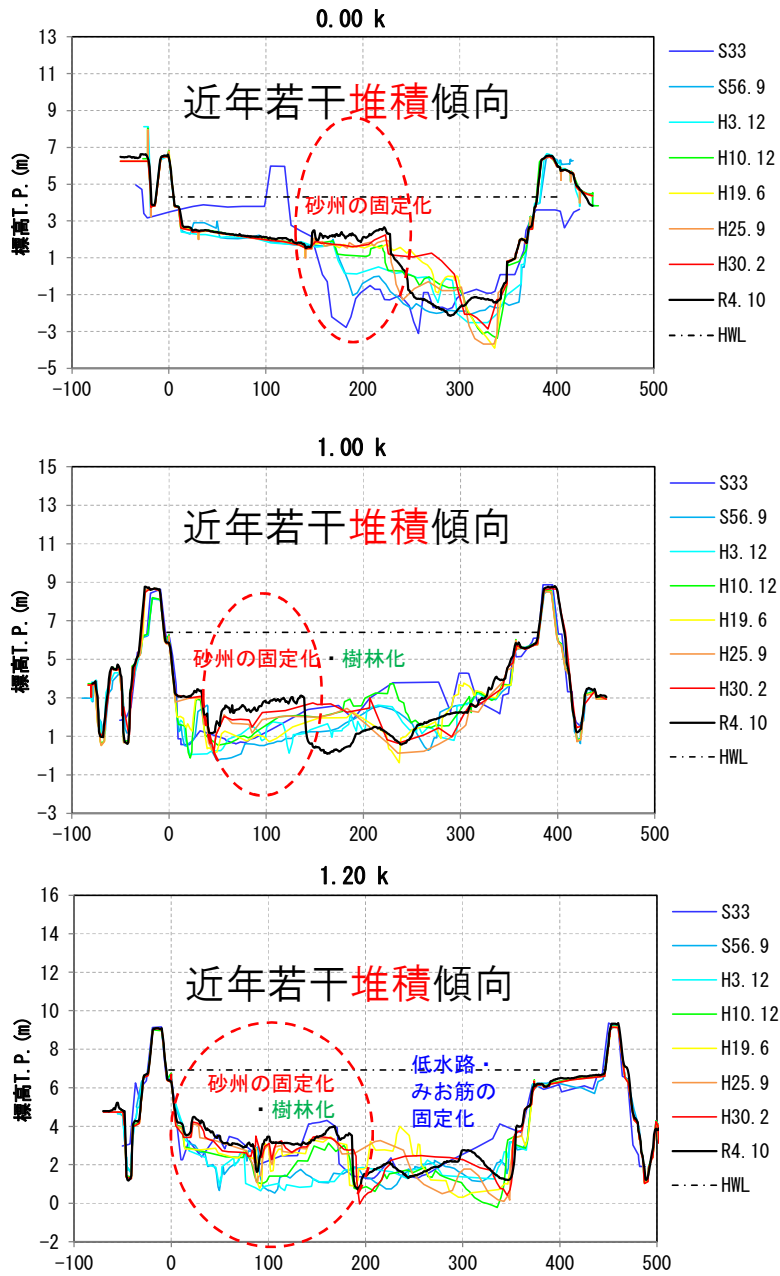 0.00 k
標高T.P.(m)
13
11
9
7
5
3
1
-1
-3
-5
-100 0 100 200 300 400 500
近年若干堆積傾向
砂州の固定化
S33
S56.9
H3.12
H10.12
H19.6
H25.9
H30.2
R4.10
HWL
1.00 k
標高T.P.(m)
15
13
11
9
7
5
3
1
-1
-3
-100 0 100 200 300 400 500
近年若干堆積傾向
砂州の固定化・樹林化
S33
S56.9
H3.12
H10.12
H19.6
H25.9
H30.2
R4.10
HWL
1.20 k
標高T.P.(m)
16
14
12
10
8
6
4
2
0
-2
-100 0 100 200 300 400 500
近年若干堆積傾向
砂州の固定化
・樹林化
低水路・
みお筋の
固定化
S33
S56.9
H3.12
H10.12
H19.6
H25.9
H30.2
R4.10
HWL